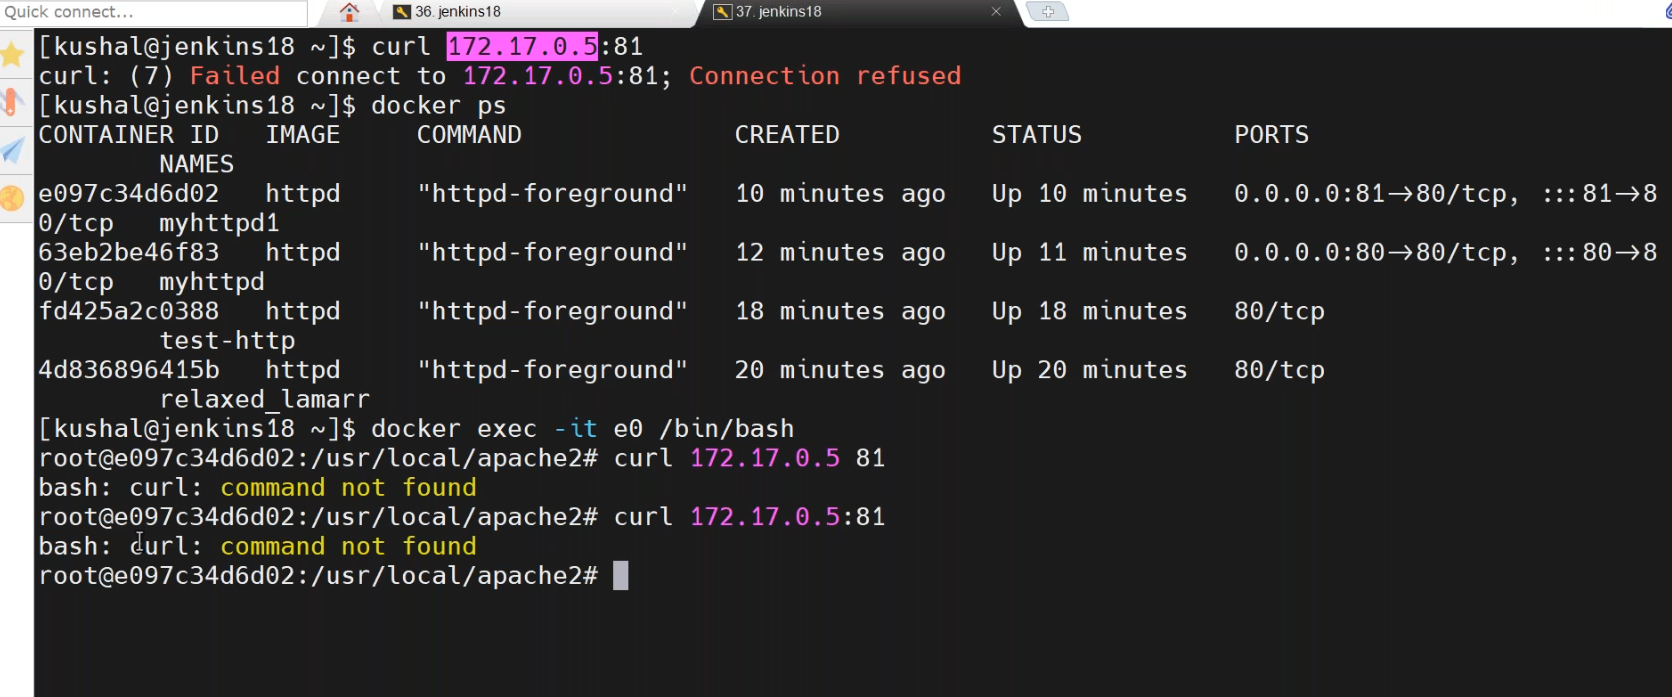 Quick connect...
36. jenkins18
37. jenkins18
[kushal@jenkins18 ~]$ curl 172.17.0.5:81
curl: (7) Failed connect to 172.17.0.5:81; Connection refused
[kushal@jenkins18 ~]$ docker ps
CONTAINER ID   IMAGE     COMMAND              CREATED          STATUS          PORTS
        NAMES
e097c34d6d02   httpd     "httpd-foreground"   10 minutes ago   Up 10 minutes   0.0.0.0:81→80/tcp, :::81→8
0/tcp   myhttpd1
63eb2be46f83   httpd     "httpd-foreground"   12 minutes ago   Up 11 minutes   0.0.0.0:80→80/tcp, :::80→8
0/tcp   myhttpd
fd425a2c0388   httpd     "httpd-foreground"   18 minutes ago   Up 18 minutes   80/tcp
        test-http
4d836896415b   httpd     "httpd-foreground"   20 minutes ago   Up 20 minutes   80/tcp
        relaxed_lamarr
[kushal@jenkins18 ~]$ docker exec -it e0 /bin/bash
root@e097c34d6d02:/usr/local/apache2# curl 172.17.0.5 81
bash: curl: command not found
root@e097c34d6d02:/usr/local/apache2# curl 172.17.0.5:81
bash: curl: command not found
root@e097c34d6d02:/usr/local/apache2#